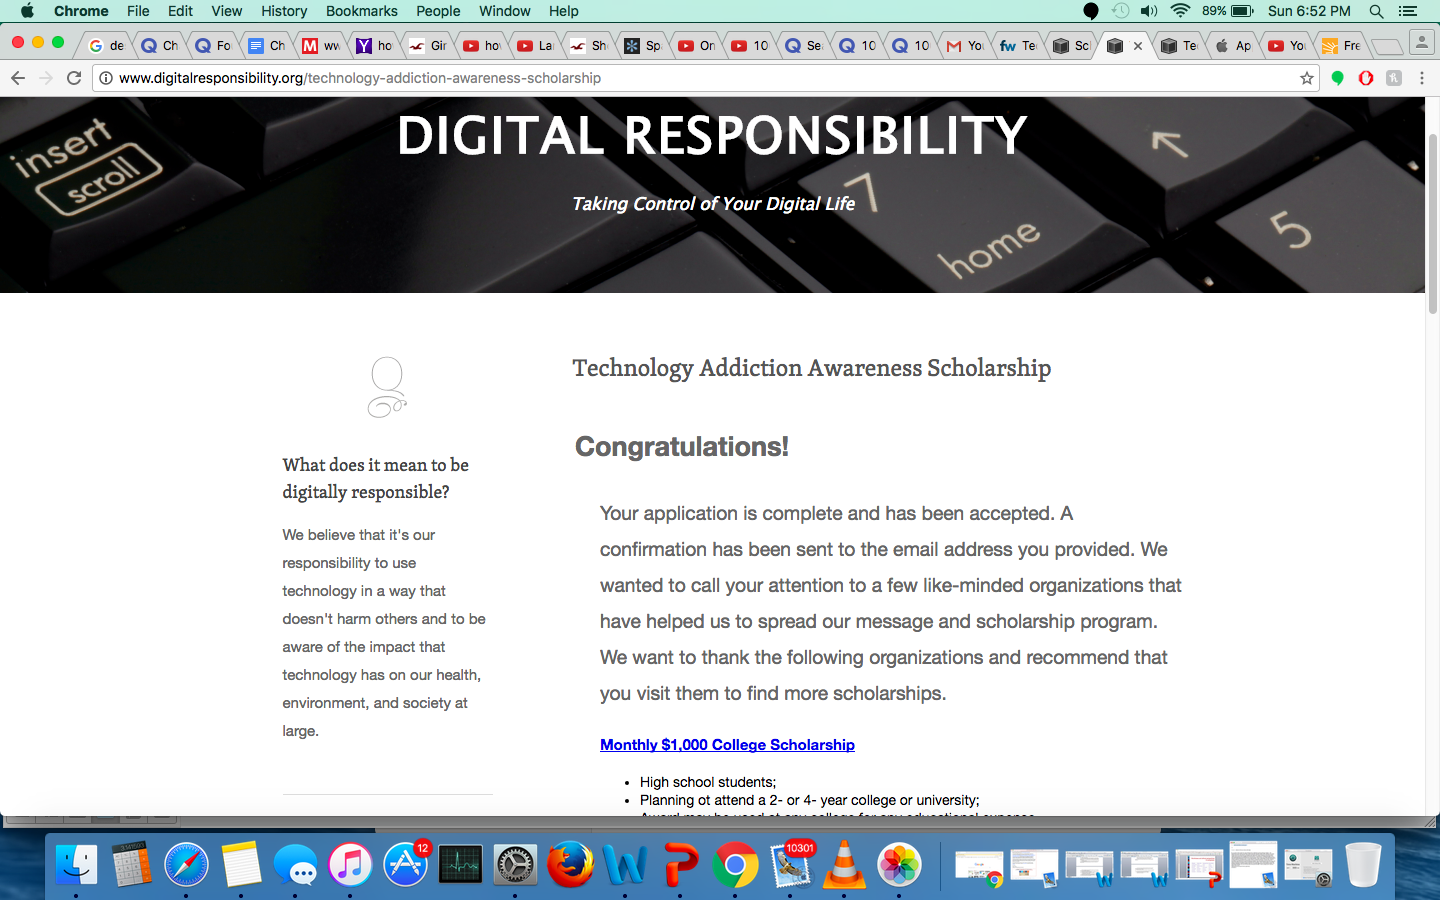 Chrome File Edit View History Bookmarks People Window Help 89% Sun 6:52 PM
de Ch Fo Ch ww ho Gir ho La Sh Sp On 10 Se 10 10 You Te Sc Te Ap You Fre
www.digitalresponsibility.org/technology-addiction-awareness-scholarship
insert
scroll
7
home
5
DIGITAL RESPONSIBILITY
Taking Control of Your Digital Life
What does it mean to be
digitally responsible?
We believe that it's our
responsibility to use
technology in a way that
doesn't harm others and to be
aware of the impact that
technology has on our health,
environment, and society at
large.
Technology Addiction Awareness Scholarship
Congratulations!
Your application is complete and has been accepted. A
confirmation has been sent to the email address you provided. We
wanted to call your attention to a few like-minded organizations that
have helped us to spread our message and scholarship program.
We want to thank the following organizations and recommend that
you visit them to find more scholarships.
Monthly $1,000 College Scholarship
• High school students;
• Planning ot attend a 2- or 4- year college or university;
12
10301